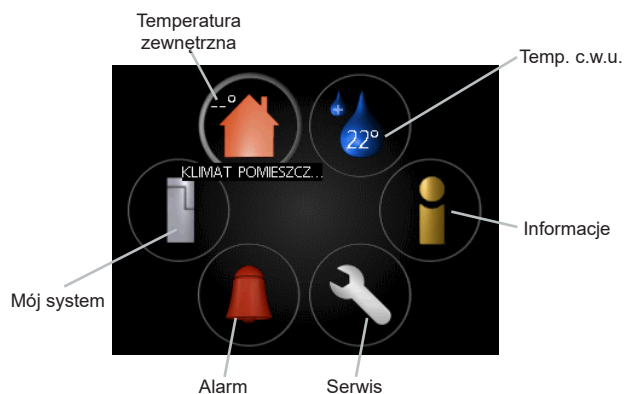 Temperatura
zewnętrzna
Temp. c.w.u.
--°
22°
KLIMAT POMIESZCZ...
Informacje
Mój system
Alarm
Serwis